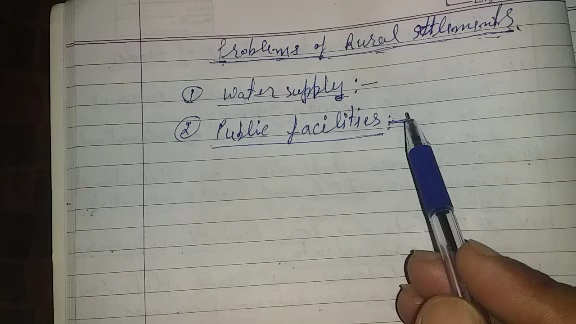 Problems of Rural Settlements.
① Water supply :-
② Public facilities :-